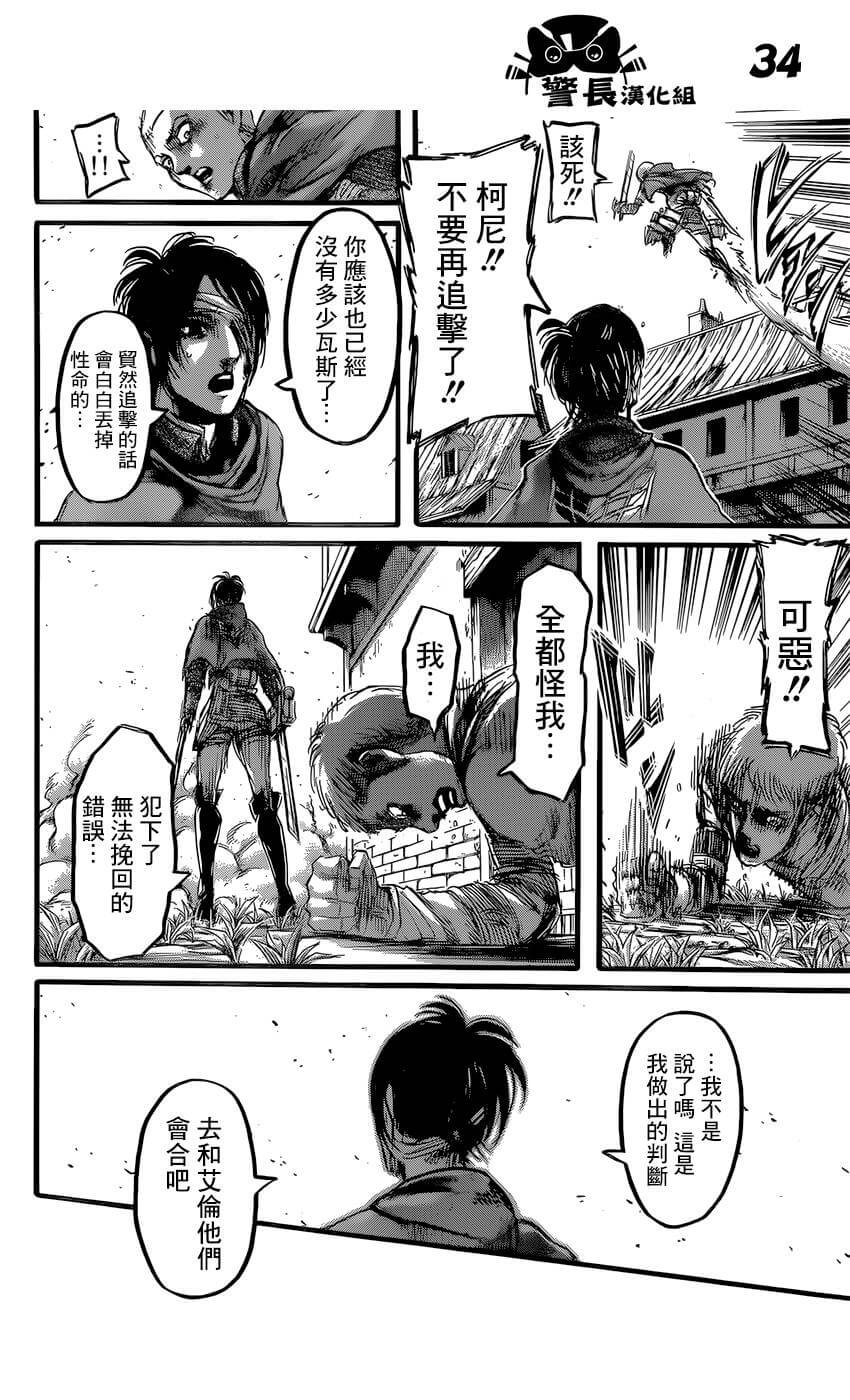 警長漢化組
34
該死!!
柯尼!!
不要再追擊了!!
…!!
你應該也已經
沒有多少瓦斯了…
貿然追擊的話
會白白丟掉
性命的…
可惡!!
全都怪我…
我…
犯下了
無法挽回的
錯誤…
…我不是
說了嗎 這是
我做出的判斷
去和艾倫他們
會合吧